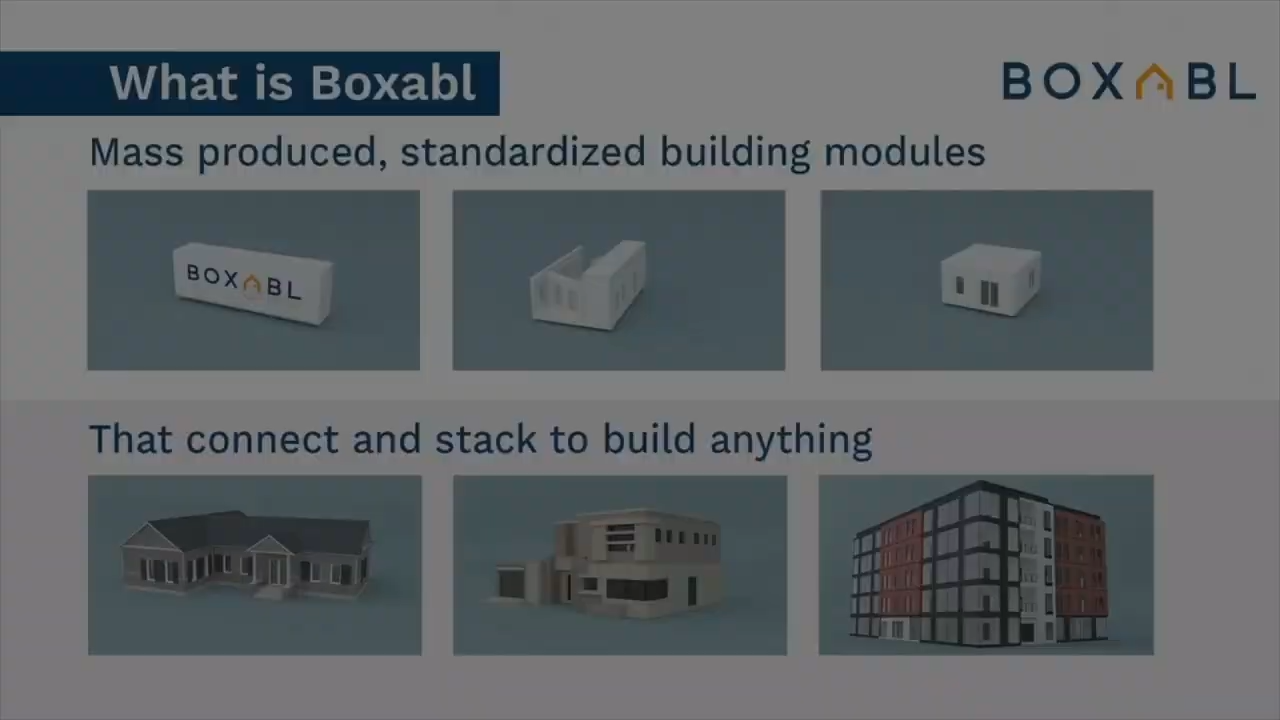 What is Boxabl
BOXABL
Mass produced, standardized building modules
BOXABL
That connect and stack to build anything